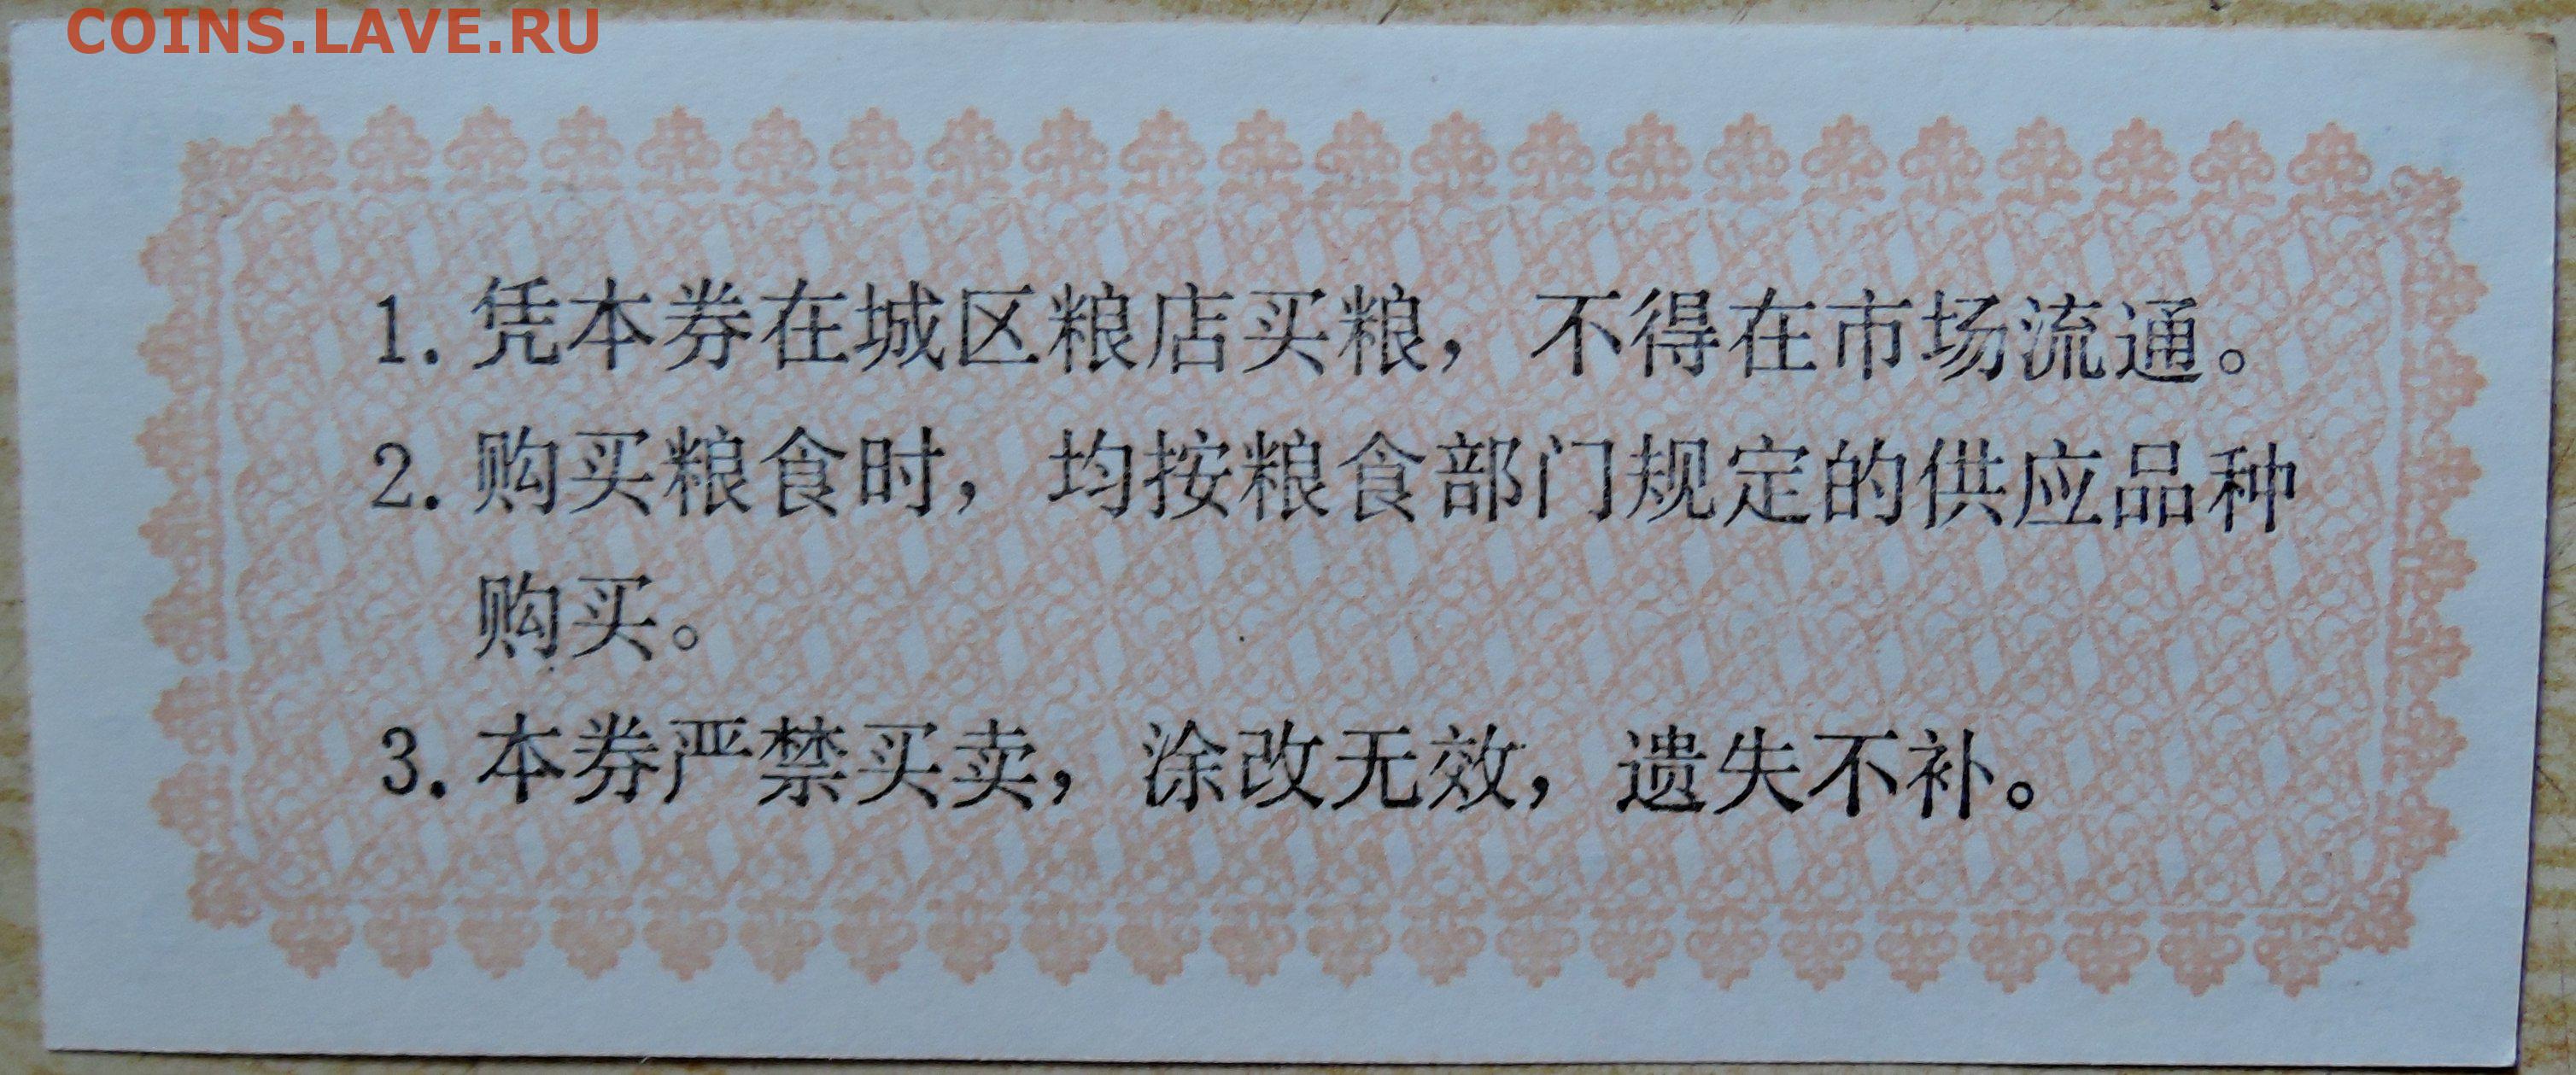 COINS.LAVE.RU
1. 凭本券在城区粮店买粮，不得在市场流通。
2. 购买粮食时，均按粮食部门规定的供应品种
购买。
3. 本券严禁买卖，涂改无效，遗失不补。